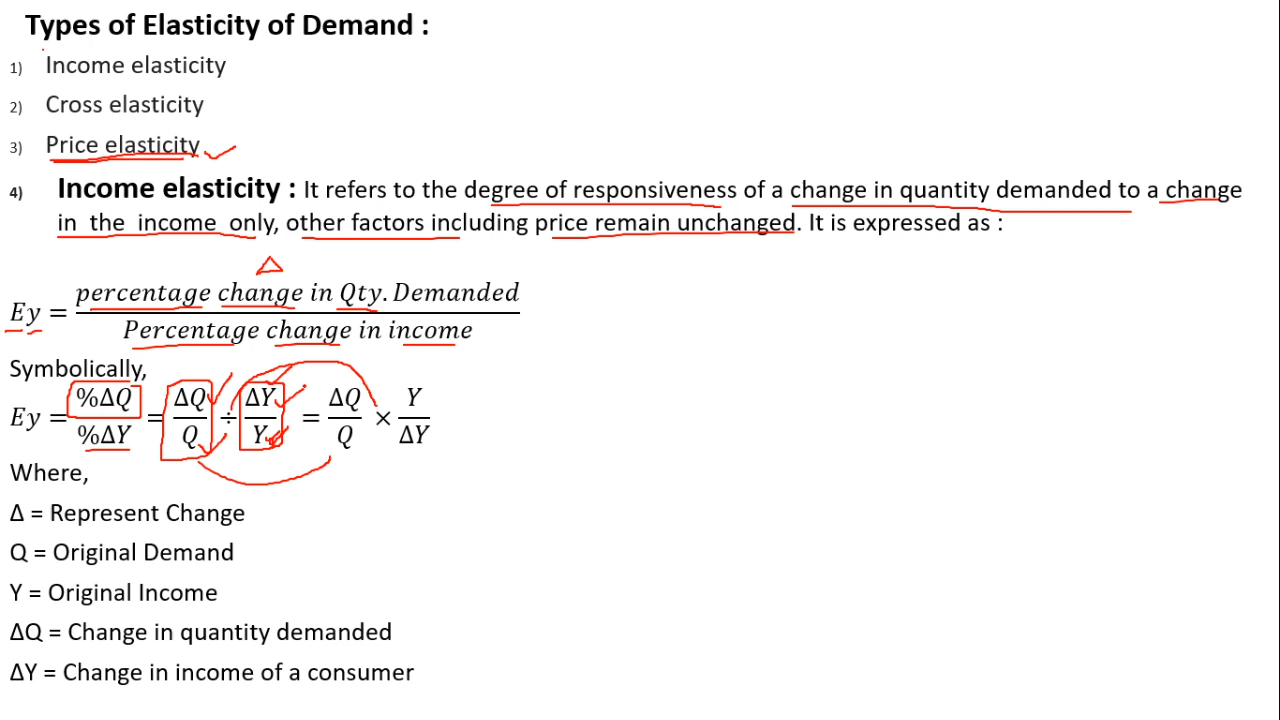 Types of Elasticity of Demand :
1) Income elasticity
2) Cross elasticity
3) Price elasticity
4) Income elasticity : It refers to the degree of responsiveness of a change in quantity demanded to a change
in the income only, other factors including price remain unchanged. It is expressed as :
Δ
Ey = percentage change in Qty. Demanded / Percentage change in income
Symbolically,
Ey = %ΔQ / %ΔY = ΔQ / Q ÷ ΔY / Y = ΔQ / Q × Y / ΔY
Where,
Δ = Represent Change
Q = Original Demand
Y = Original Income
ΔQ = Change in quantity demanded
ΔY = Change in income of a consumer